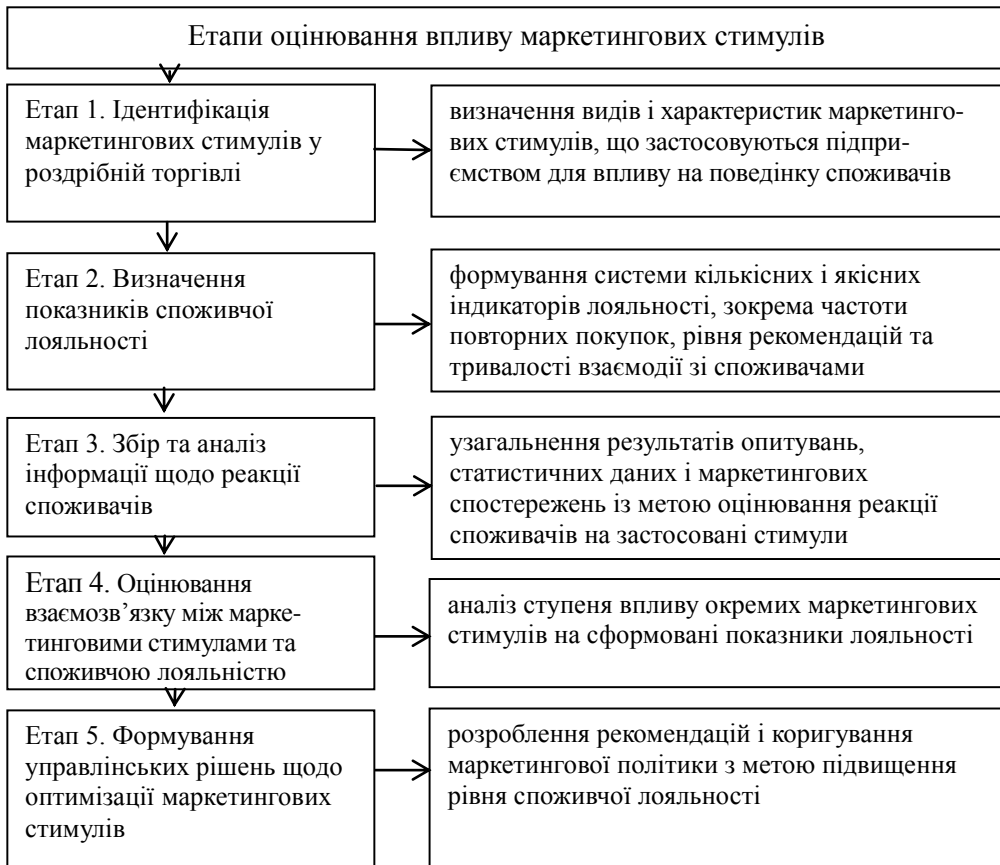 Етапи оцінювання впливу маркетингових стимулів
Етап 1. Ідентифікація
маркетингових стимулів у
роздрібній торгівлі
визначення видів і характеристик маркетинго-
вих стимулів, що застосовуються підпри-
ємством для впливу на поведінку споживачів
Етап 2. Визначення
показників споживчої
лояльності
формування системи кількісних і якісних
індикаторів лояльності, зокрема частоти
повторних покупок, рівня рекомендацій та
тривалості взаємодії зі споживачами
Етап 3. Збір та аналіз
інформації щодо реакції
споживачів
узагальнення результатів опитувань,
статистичних даних і маркетингових
спостережень із метою оцінювання реакції
споживачів на застосовані стимули
Етап 4. Оцінювання
взаємозв’язку між марке-
тинговими стимулами та
споживчою лояльністю
аналіз ступеня впливу окремих маркетингових
стимулів на сформовані показники лояльності
Етап 5. Формування
управлінських рішень щодо
оптимізації маркетингових
стимулів
розроблення рекомендацій і коригування
маркетингової політики з метою підвищення
рівня споживчої лояльності